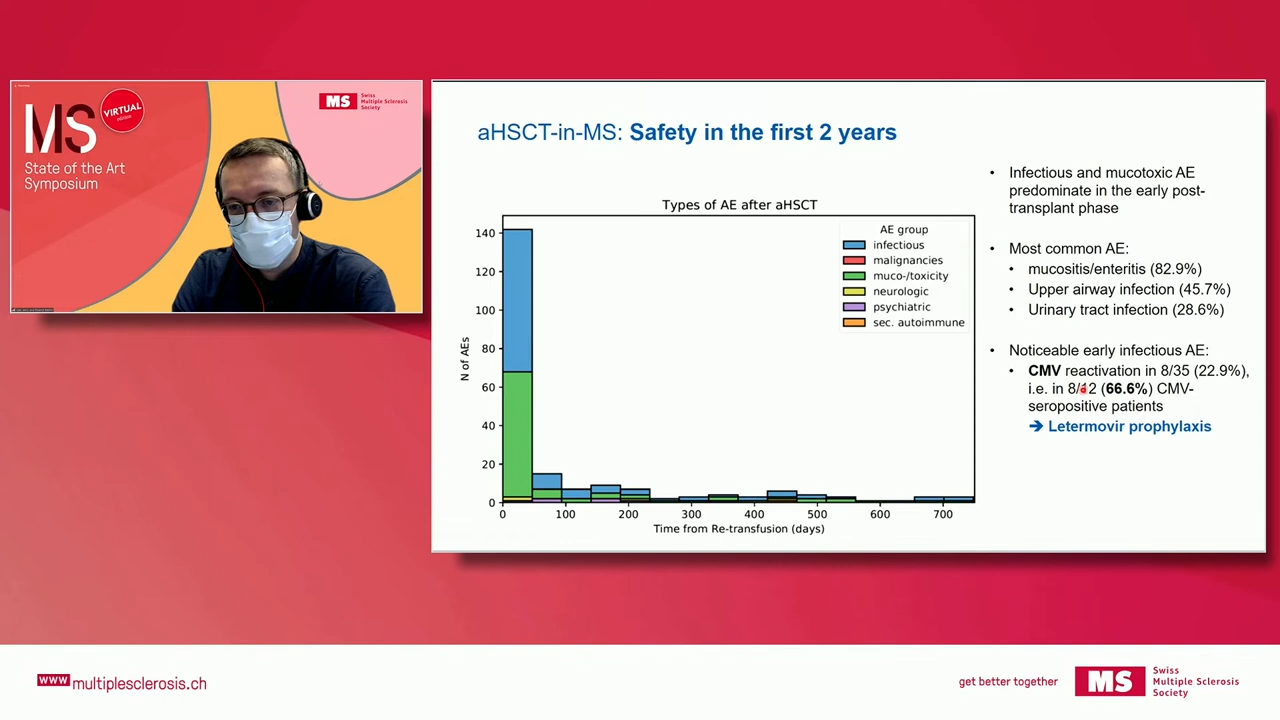 MS
VIRTUAL
edition
State of the Art
Symposium
MS
Swiss
Multiple Sclerosis
Society
aHSCT-in-MS: Safety in the first 2 years
Types of AE after aHSCT
N of AEs
140
120
100
80
60
40
20
0
0 100 200 300 400 500 600 700
Time from Re-transfusion (days)
AE group
infectious
malignancies
muco-/toxicity
neurologic
psychiatric
sec. autoimmune
• Infectious and mucotoxic AE
predominate in the early post-
transplant phase
• Most common AE:
• mucositis/enteritis (82.9%)
• Upper airway infection (45.7%)
• Urinary tract infection (28.6%)
• Noticeable early infectious AE:
• CMV reactivation in 8/35 (22.9%),
i.e. in 8/12 (66.6%) CMV-
seropositive patients
➔ Letermovir prophylaxis
www multiplesclerosis.ch
get better together
MS
Swiss
Multiple Sclerosis
Society